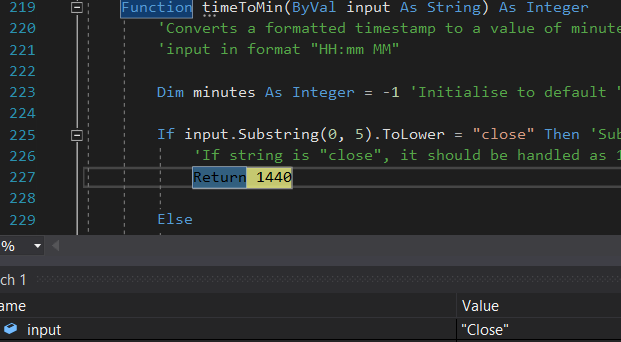 219 Function timeToMin(ByVal input As String) As Integer
220 'Converts a formatted timestamp to a value of minute
221 'input in format "HH:mm MM"
222
223 Dim minutes As Integer = -1 'Initialise to default '
224
225 If input.Substring(0, 5).ToLower = "close" Then 'Sub
226 'If string is "close", it should be handled as 1
227 Return 1440
228
229 Else
%
ch 1
ame Value
input "Close"